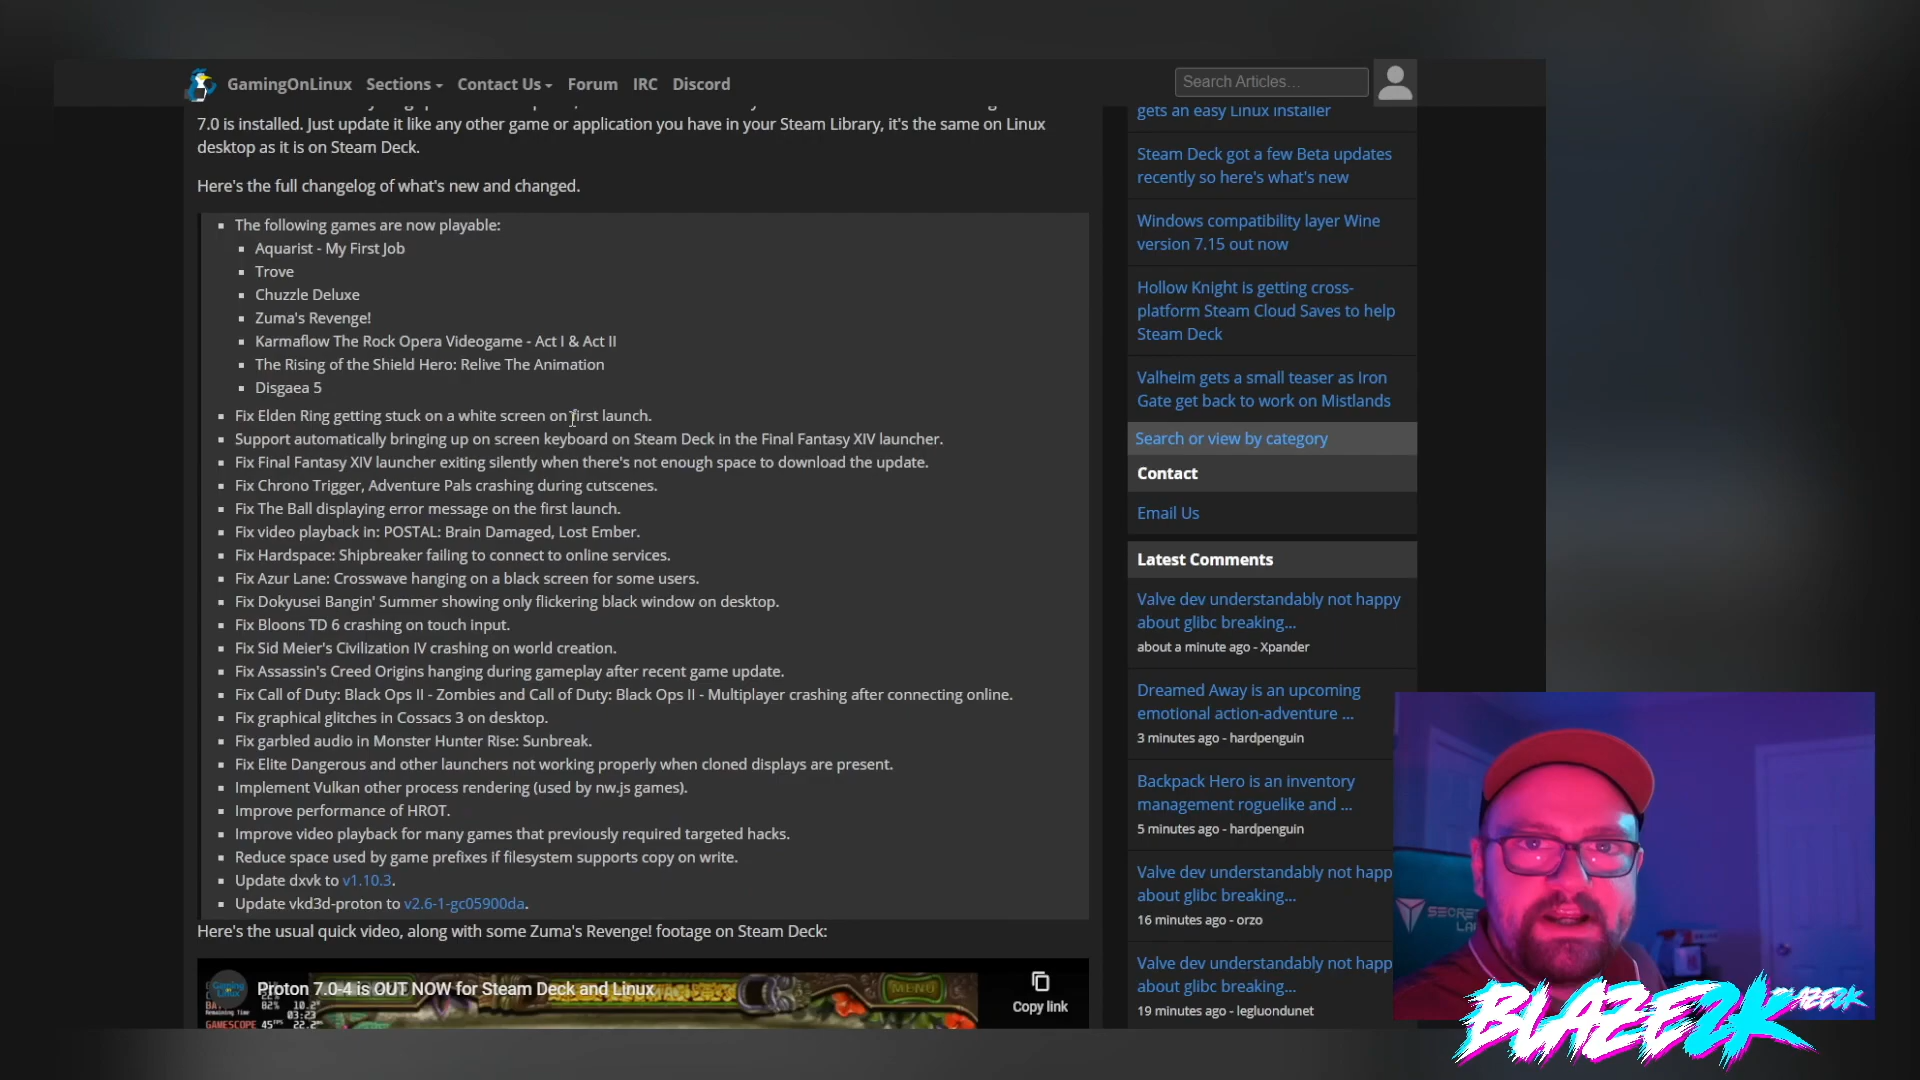 GamingOnLinux Sections Contact Us Forum IRC Discord
Search Articles...
7.0 is installed. Just update it like any other game or application you have in your Steam Library, it's the same on Linux
desktop as it is on Steam Deck.
Here's the full changelog of what's new and changed.
The following games are now playable:
Aquarist - My First Job
Trove
Chuzzle Deluxe
Zuma's Revenge!
Karmaflow The Rock Opera Videogame - Act I & Act II
The Rising of the Shield Hero: Relive The Animation
Disgaea 5
Fix Elden Ring getting stuck on a white screen on first launch.
Support automatically bringing up on screen keyboard on Steam Deck in the Final Fantasy XIV launcher.
Fix Final Fantasy XIV launcher exiting silently when there's not enough space to download the update.
Fix Chrono Trigger, Adventure Pals crashing during cutscenes.
Fix The Ball displaying error message on the first launch.
Fix video playback in: POSTAL: Brain Damaged, Lost Ember.
Fix Hardspace: Shipbreaker failing to connect to online services.
Fix Azur Lane: Crosswave hanging on a black screen for some users.
Fix Dokyusei Bangin' Summer showing only flickering black window on desktop.
Fix Bloons TD 6 crashing on touch input.
Fix Sid Meier's Civilization IV crashing on world creation.
Fix Assassin's Creed Origins hanging during gameplay after recent game update.
Fix Call of Duty: Black Ops II - Zombies and Call of Duty: Black Ops II - Multiplayer crashing after connecting online.
Fix graphical glitches in Cossacs 3 on desktop.
Fix garbled audio in Monster Hunter Rise: Sunbreak.
Fix Elite Dangerous and other launchers not working properly when cloned displays are present.
Implement Vulkan other process rendering (used by nw.js games).
Improve performance of HROT.
Improve video playback for many games that previously required targeted hacks.
Reduce space used by game prefixes if filesystem supports copy on write.
Update dxvk to v1.10.3.
Update vkd3d-proton to v2.6-1-gc05900da.
Here's the usual quick video, along with some Zuma's Revenge! footage on Steam Deck:
Proton 7.0-4 is OUT NOW for Steam Deck and Linux
MENU
Copy link
82% 10.2
03:23
GAMESCOPE 45 22.2
gets an easy Linux installer
Steam Deck got a few Beta updates
recently so here's what's new
Windows compatibility layer Wine
version 7.15 out now
Hollow Knight is getting cross-
platform Steam Cloud Saves to help
Steam Deck
Valheim gets a small teaser as Iron
Gate get back to work on Mistlands
Search or view by category
Contact
Email Us
Latest Comments
Valve dev understandably not happy
about glibc breaking...
about a minute ago - Xpander
Dreamed Away is an upcoming
emotional action-adventure ...
3 minutes ago - hardpenguin
Backpack Hero is an inventory
management roguelike and ...
5 minutes ago - hardpenguin
Valve dev understandably not happ
about glibc breaking...
16 minutes ago - orzo
Valve dev understandably not happ
about glibc breaking...
19 minutes ago - legluondunet
SECRE
LA
BLAZE2K
BLAZE2K